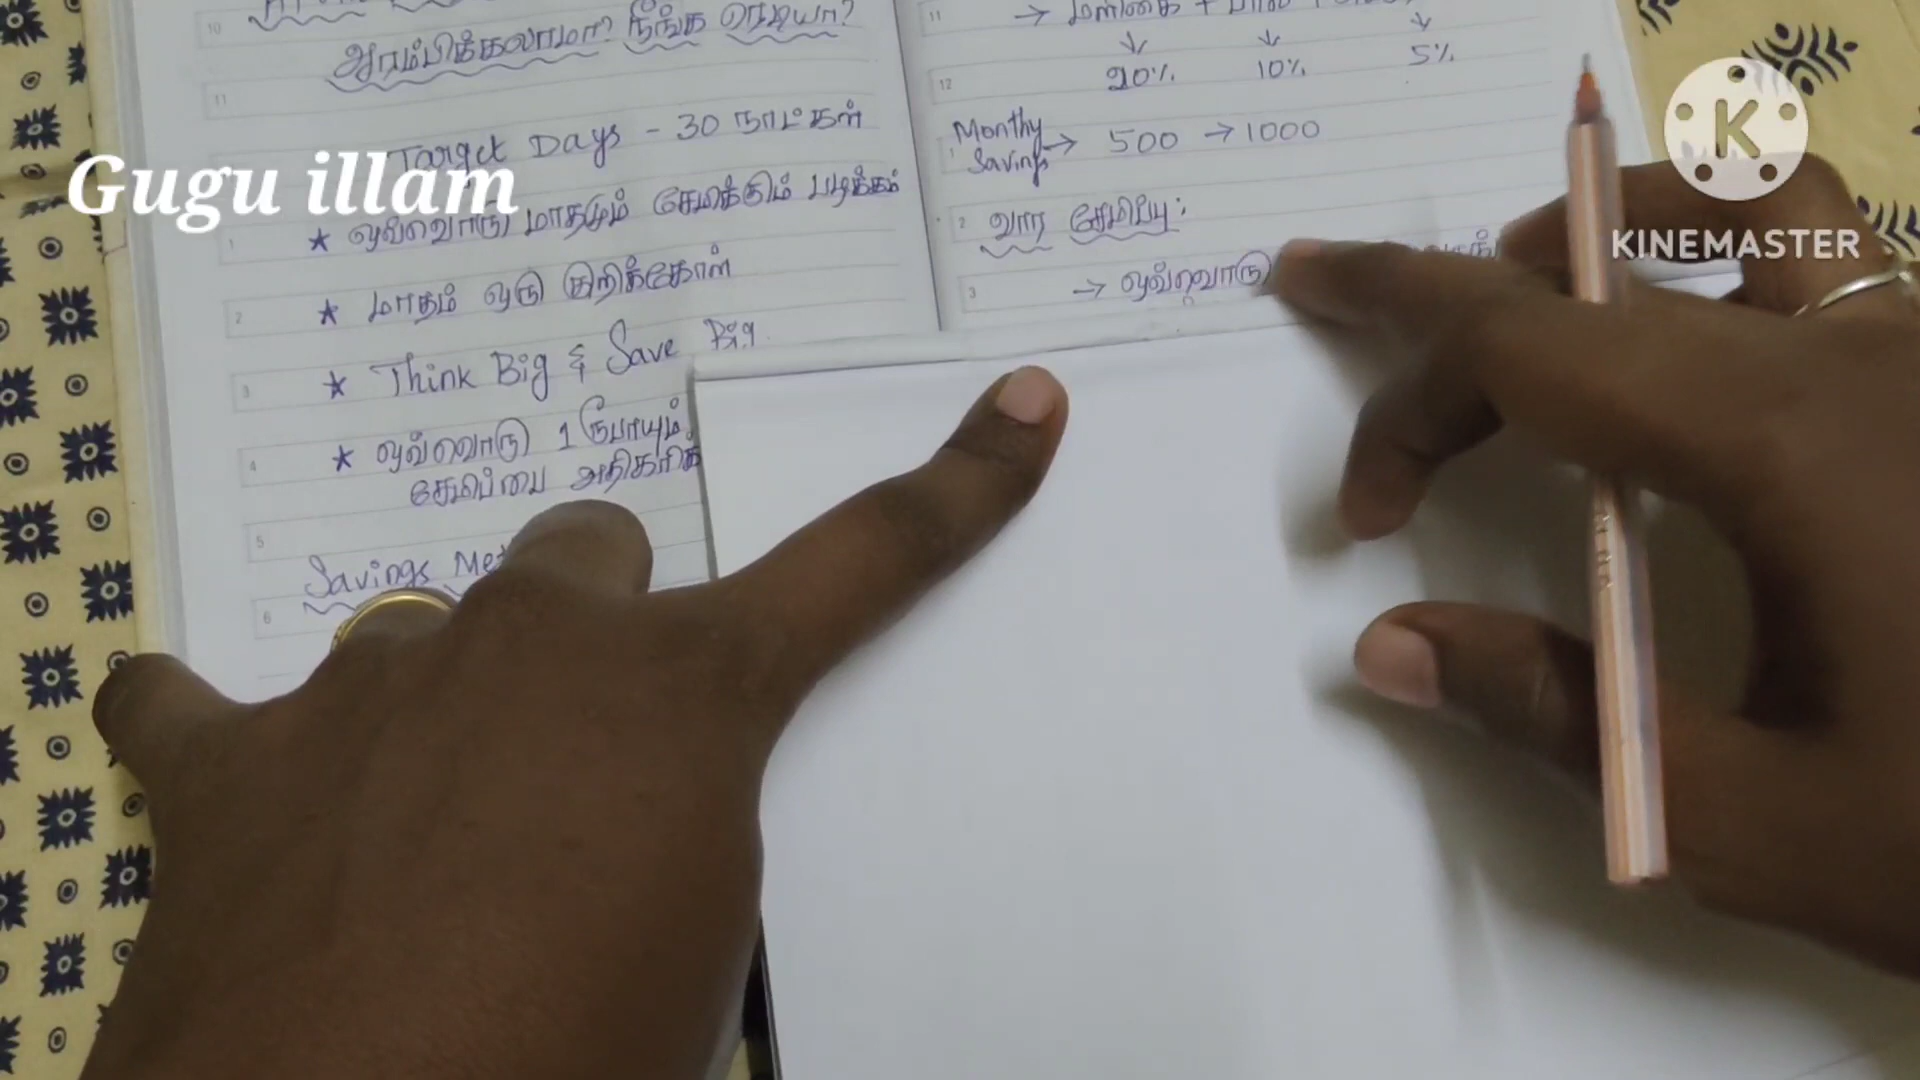 ஆரம்பிக்கலாமா? நீங்க ரெடியா?
Target Days - 30 நாட்கள்
★ ஒவ்வொரு மாதமும் சேமிக்கும் பழக்கம்
★ மாதம் ஒரு குறிக்கோள்
★ Think Big & Save Big
★ ஒவ்வொரு 1 ரூபாயும்
சேமிப்பை அதிகரிக்
Savings
Gugu illam
→ மளிகை + பால் +
20% 10% 5%
Monthy
Savings → 500 → 1000
வார சேமிப்பு:
→ ஒவ்வொரு
K
KINEMASTER